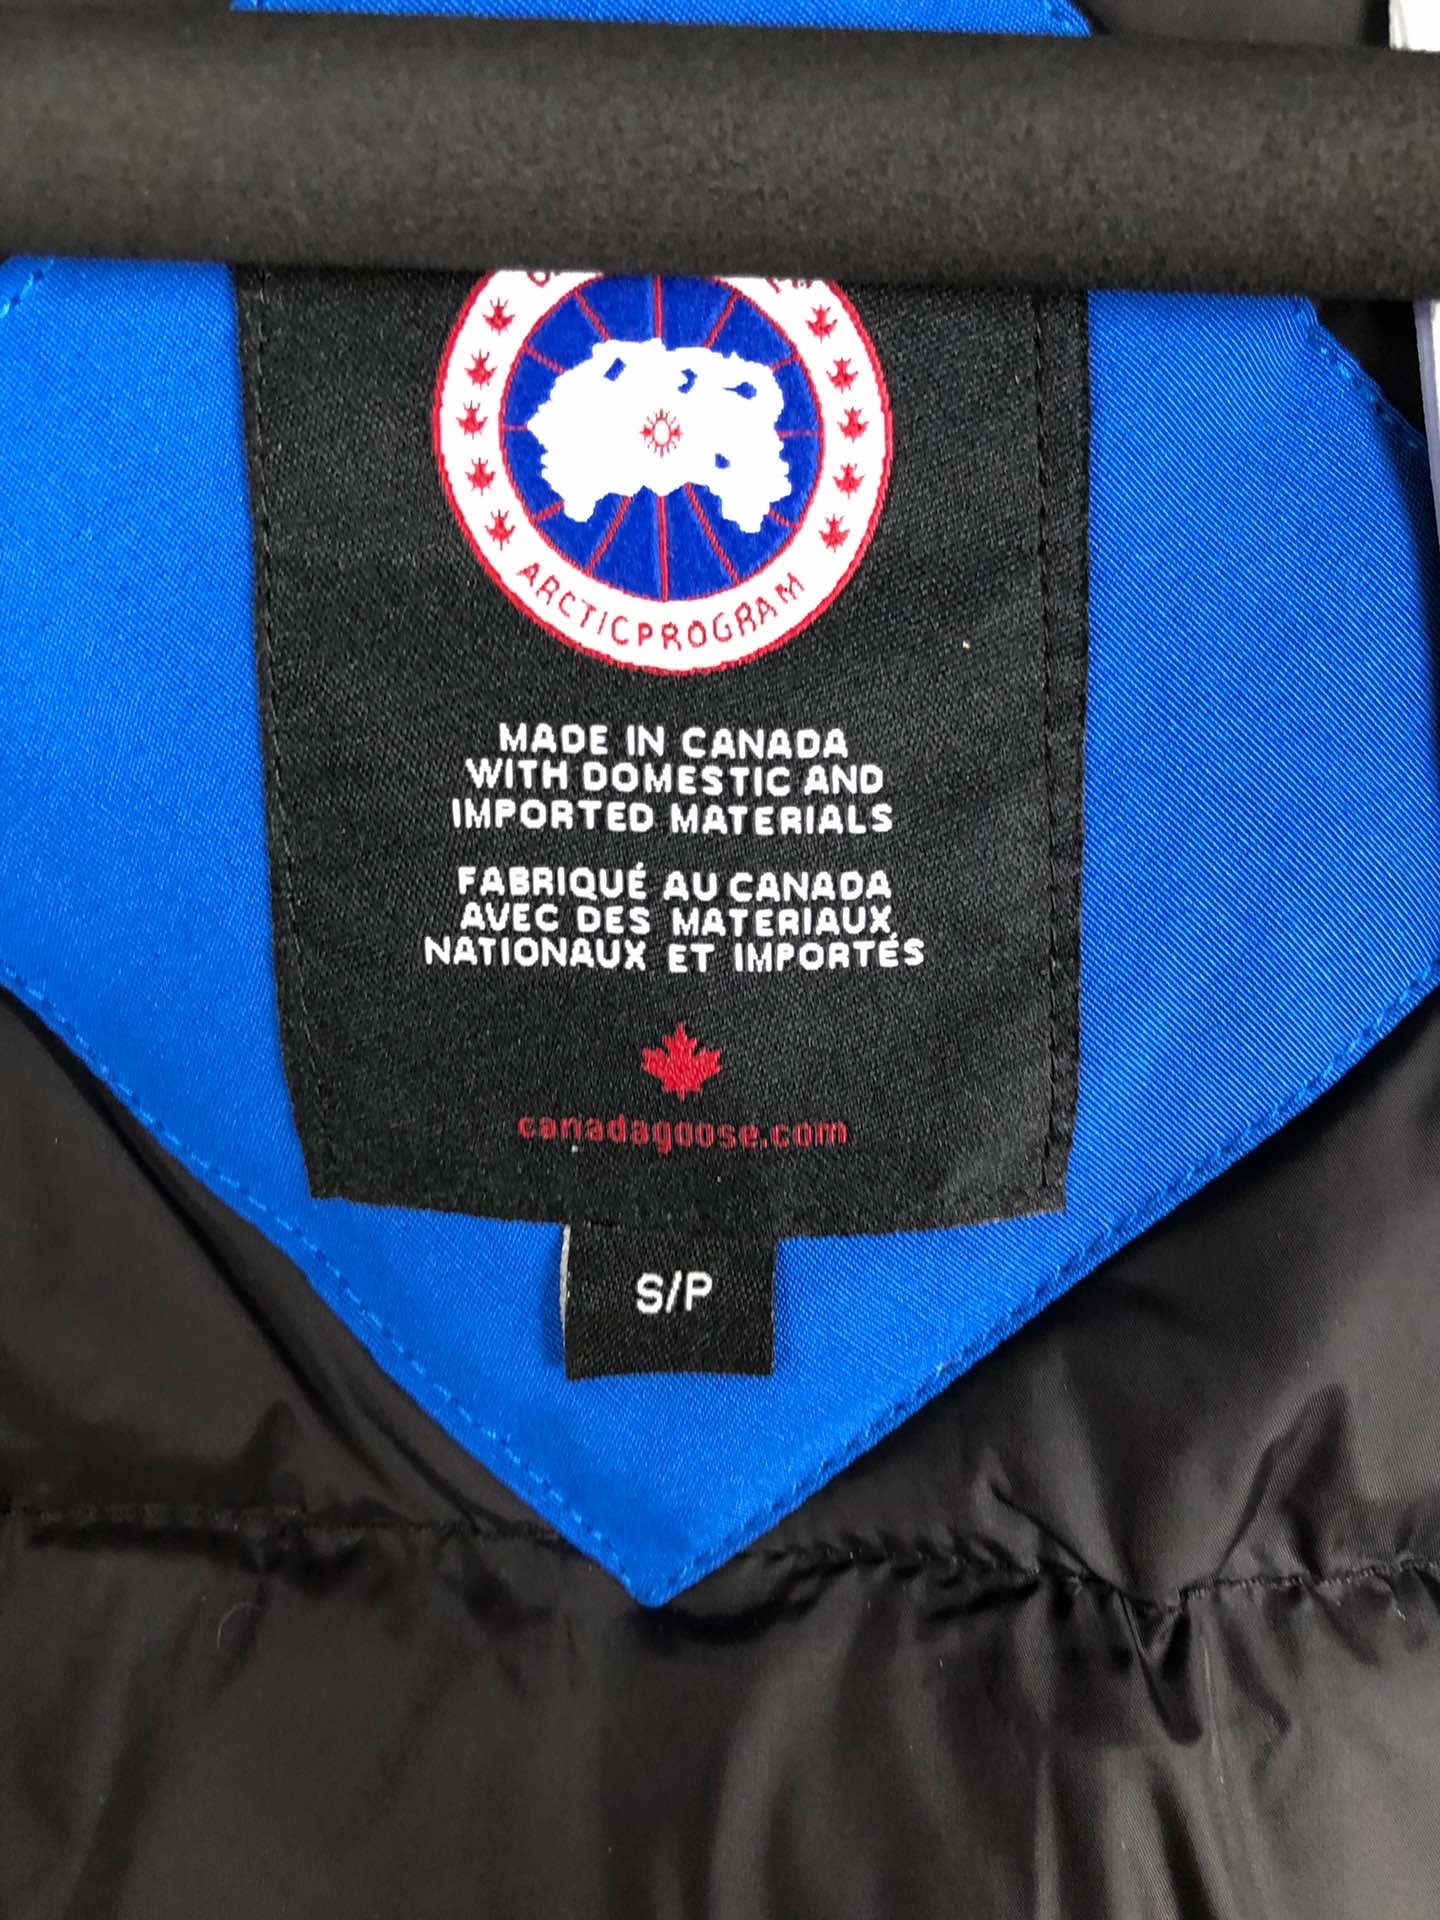 ARCTIC PROGRAM
MADE IN CANADA
WITH DOMESTIC AND
IMPORTED MATERIALS
FABRIQUÉ AU CANADA
AVEC DES MATERIAUX
NATIONAUX ET IMPORTÉS
canadagoose.com
S/P